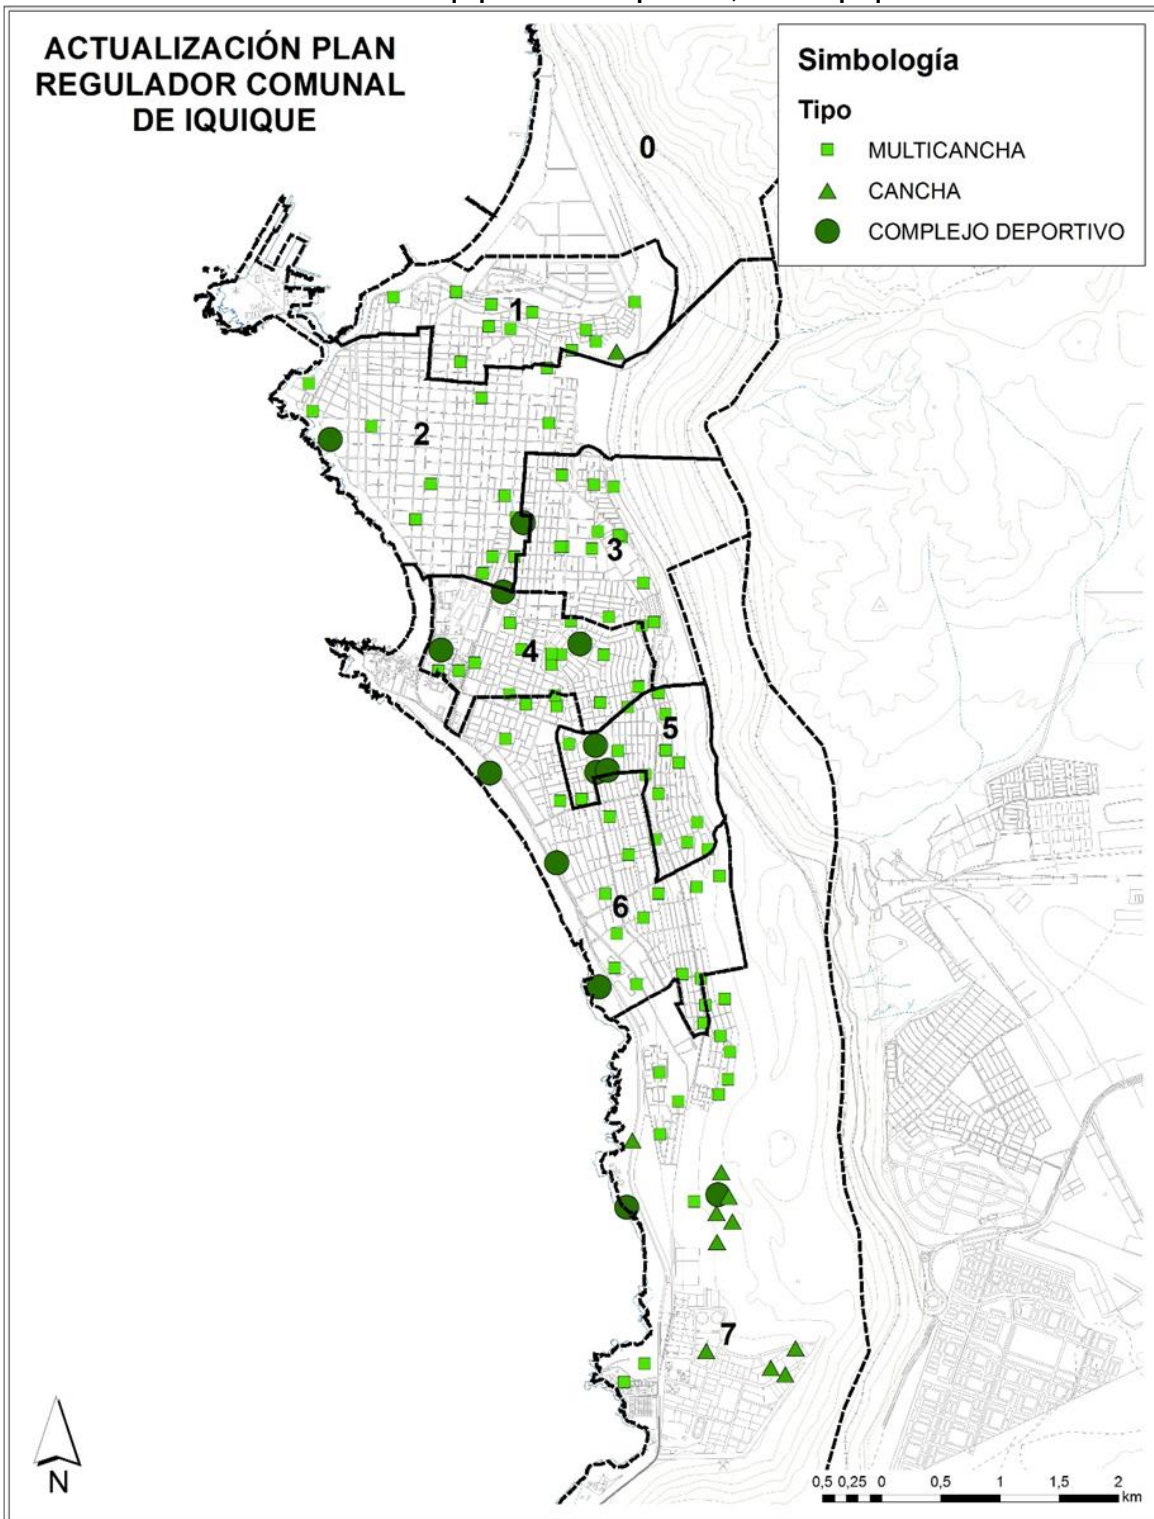 ACTUALIZACIÓN PLAN
REGULADOR COMUNAL
DE IQUIQUE
Simbología
Tipo
MULTICANCHA
CANCHA
COMPLEJO DEPORTIVO
0
1
2
3
4
5
6
7
N
0,5 0,25 0 0,5 1 1,5 2
km